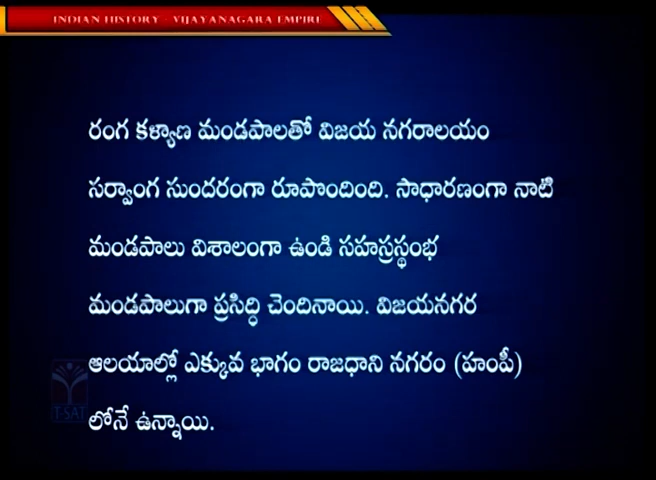 INDIAN HISTORY - VIJAYANAGARA EMPIRE
రంగ కళ్యాణ మండపాలతో విజయ నగరాలయం
సర్వాంగ సుందరంగా రూపొందింది. సాధారణంగా నాటి
మండపాలు విశాలంగా ఉండి సహస్రస్థంభ
మండపాలుగా ప్రసిద్ధి చెందినాయి. విజయనగర
ఆలయాల్లో ఎక్కువ భాగం రాజధాని నగరం (హంపీ)
లోనే ఉన్నాయి.
T-SAT